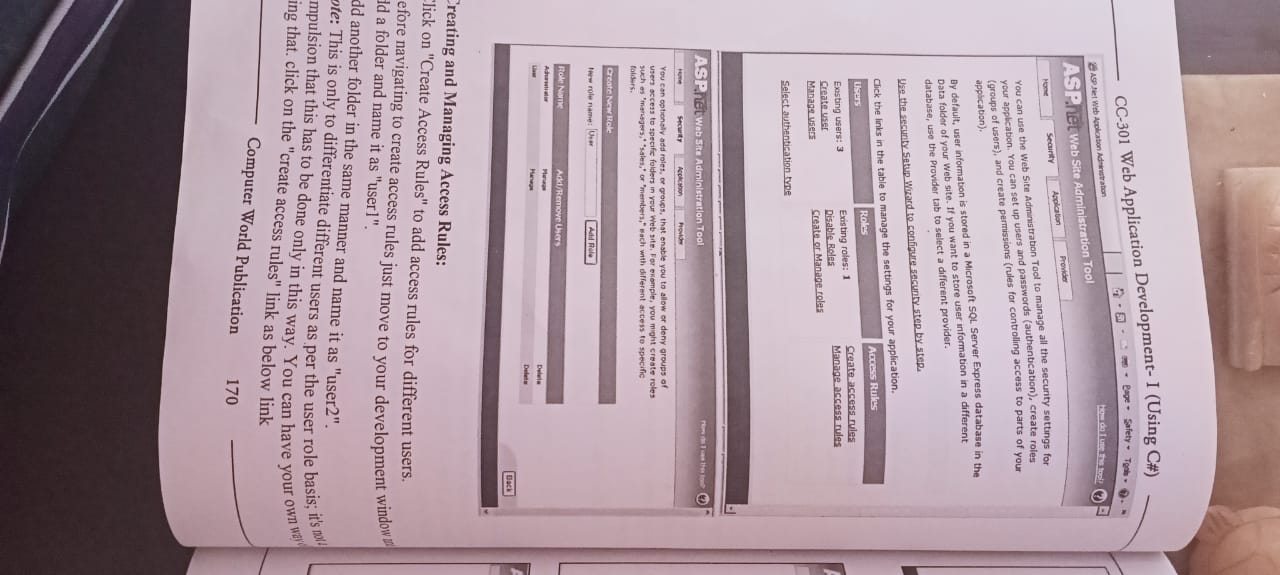 CC-301 Web Application Development- I (Using C#)
ASP.Net Web Application Administration
Page Safety Tools
ASP.net Web Site Administration Tool
How do I use this tool?
Home Security Application Provider
You can use the Web Site Administration Tool to manage all the security settings for
your application. You can set up users and passwords (authentication), create roles
(groups of users), and create permissions (rules for controlling access to parts of your
application).
By default, user information is stored in a Microsoft SQL Server Express database in the
Data folder of your Web site. If you want to store user information in a different
database, use the Provider tab to select a different provider.
Use the security Setup Wizard to configure security step by step.
Click the links in the table to manage the settings for your application.
Users Roles Access Rules
Existing users: 3 Existing roles: 1 Create access rules
Create user Disable Roles Manage access rules
Manage users Create or Manage roles
Select authentication type
ASP.net Web Site Administration Tool
How do I use this tool?
Home Security Application Provider
You can optionally add roles, or groups, that enable you to allow or deny groups of
users access to specific folders in your Web site. For example, you might create roles
such as "managers," "sales," or "members," each with different access to specific
folders.
Create New Role
New role name: User Add Role
Role Name Add/Remove Users
Administrator Manage Delete
User Manage Delete
Back
Creating and Managing Access Rules:
Click on "Create Access Rules" to add access rules for different users.
efore navigating to create access rules just move to your development window
dd a folder and name it as "user1".
dd another folder in the same manner and name it as "user2".
ote: This is only to differentiate different users as per the user role basis; it's not
mpulsion that this has to be done only in this way. You can have your own way
ing that. click on the "create access rules" link as below link
Computer World Publication 170